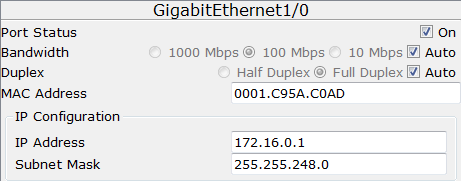 GigabitEthernet1/0
Port Status On
Bandwidth 1000 Mbps 100 Mbps 10 Mbps Auto
Duplex Half Duplex Full Duplex Auto
MAC Address 0001.C95A.C0AD
IP Configuration
IP Address 172.16.0.1
Subnet Mask 255.255.248.0